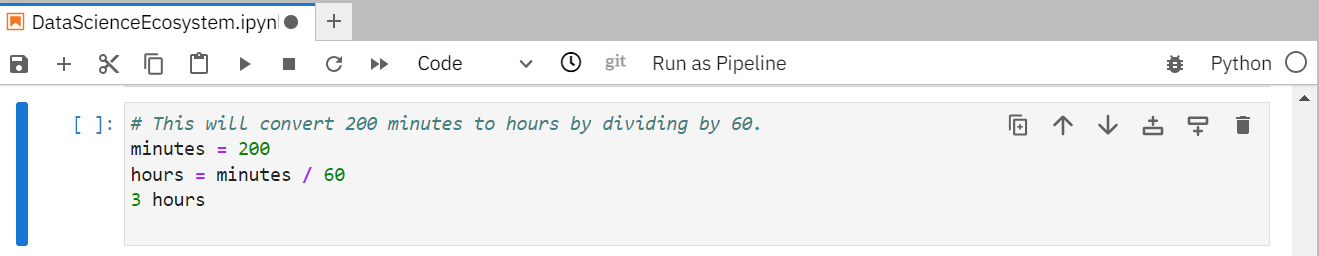 DataScienceEcosystem.ipyn
Code git Run as Pipeline Python
[ ]: # This will convert 200 minutes to hours by dividing by 60.
minutes = 200
hours = minutes / 60
3 hours